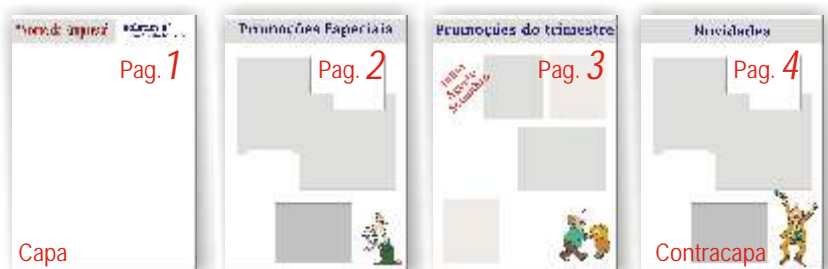 Promoções Especiais
Promoções do trimestre
Novidades
Pag. 1
Pag. 2
Pag. 3
Pag. 4
Julho
Agosto
Setembro
Capa
Contracapa